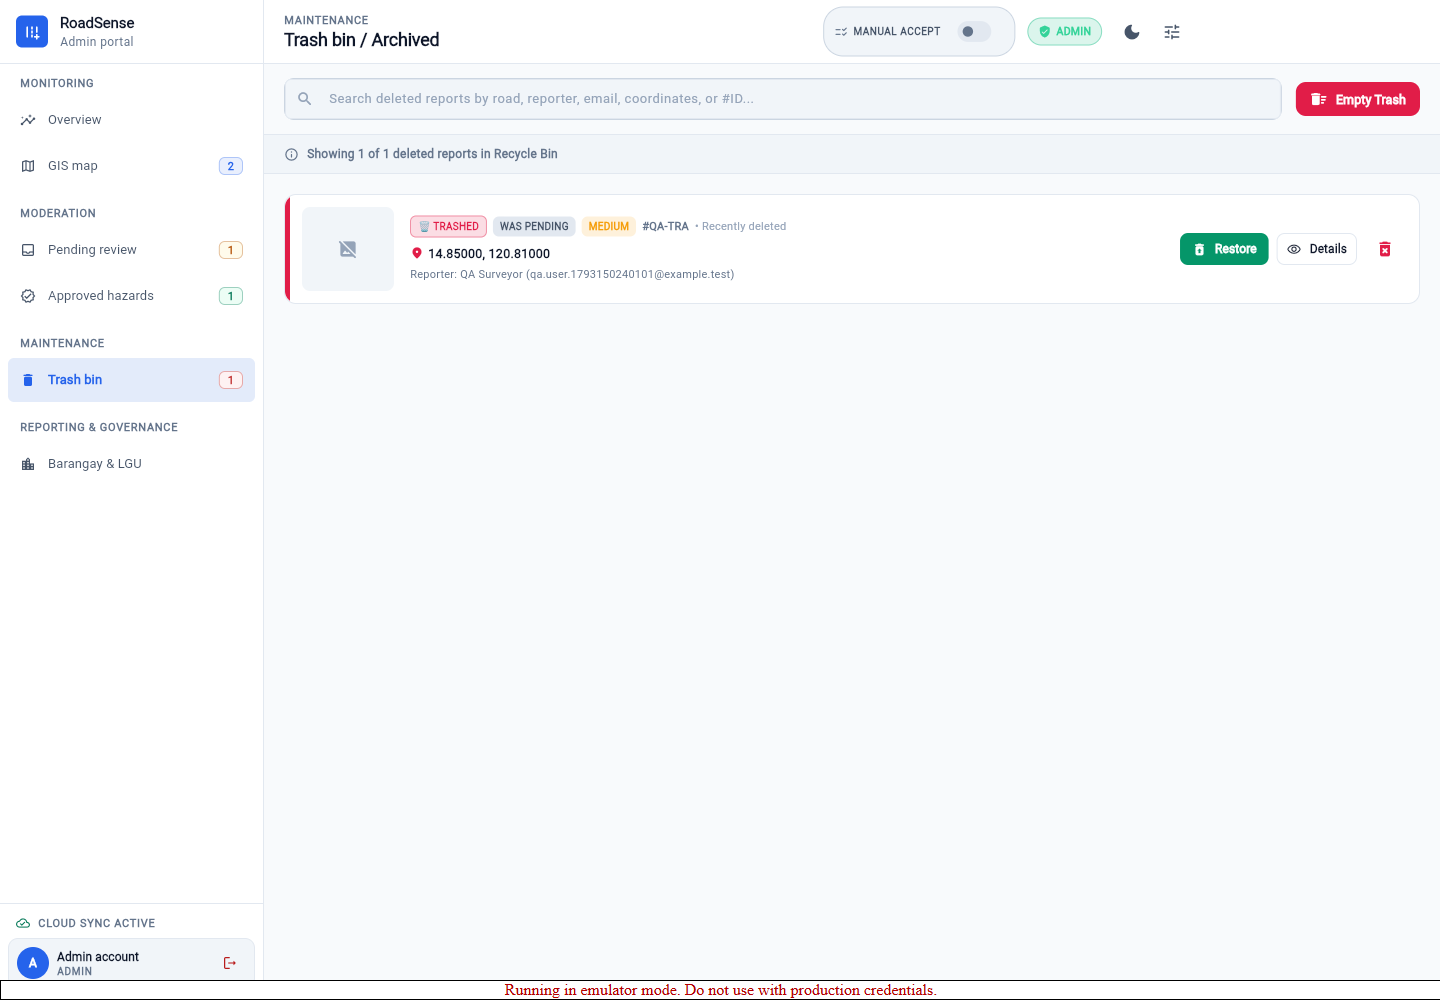 RoadSense
Admin portal
MONITORING
Overview
GIS map 2
MODERATION
Pending review 1
Approved hazards 1
MAINTENANCE
Trash bin 1
REPORTING & GOVERNANCE
Barangay & LGU
CLOUD SYNC ACTIVE
A Admin account
ADMIN
MAINTENANCE
Trash bin / Archived
MANUAL ACCEPT
ADMIN
Search deleted reports by road, reporter, email, coordinates, or #ID...
Empty Trash
Showing 1 of 1 deleted reports in Recycle Bin
TRASHED WAS PENDING MEDIUM #QA-TRA • Recently deleted
14.85000, 120.81000
Reporter: QA Surveyor (qa.user.1793150240101@example.test)
Restore Details
Running in emulator mode. Do not use with production credentials.